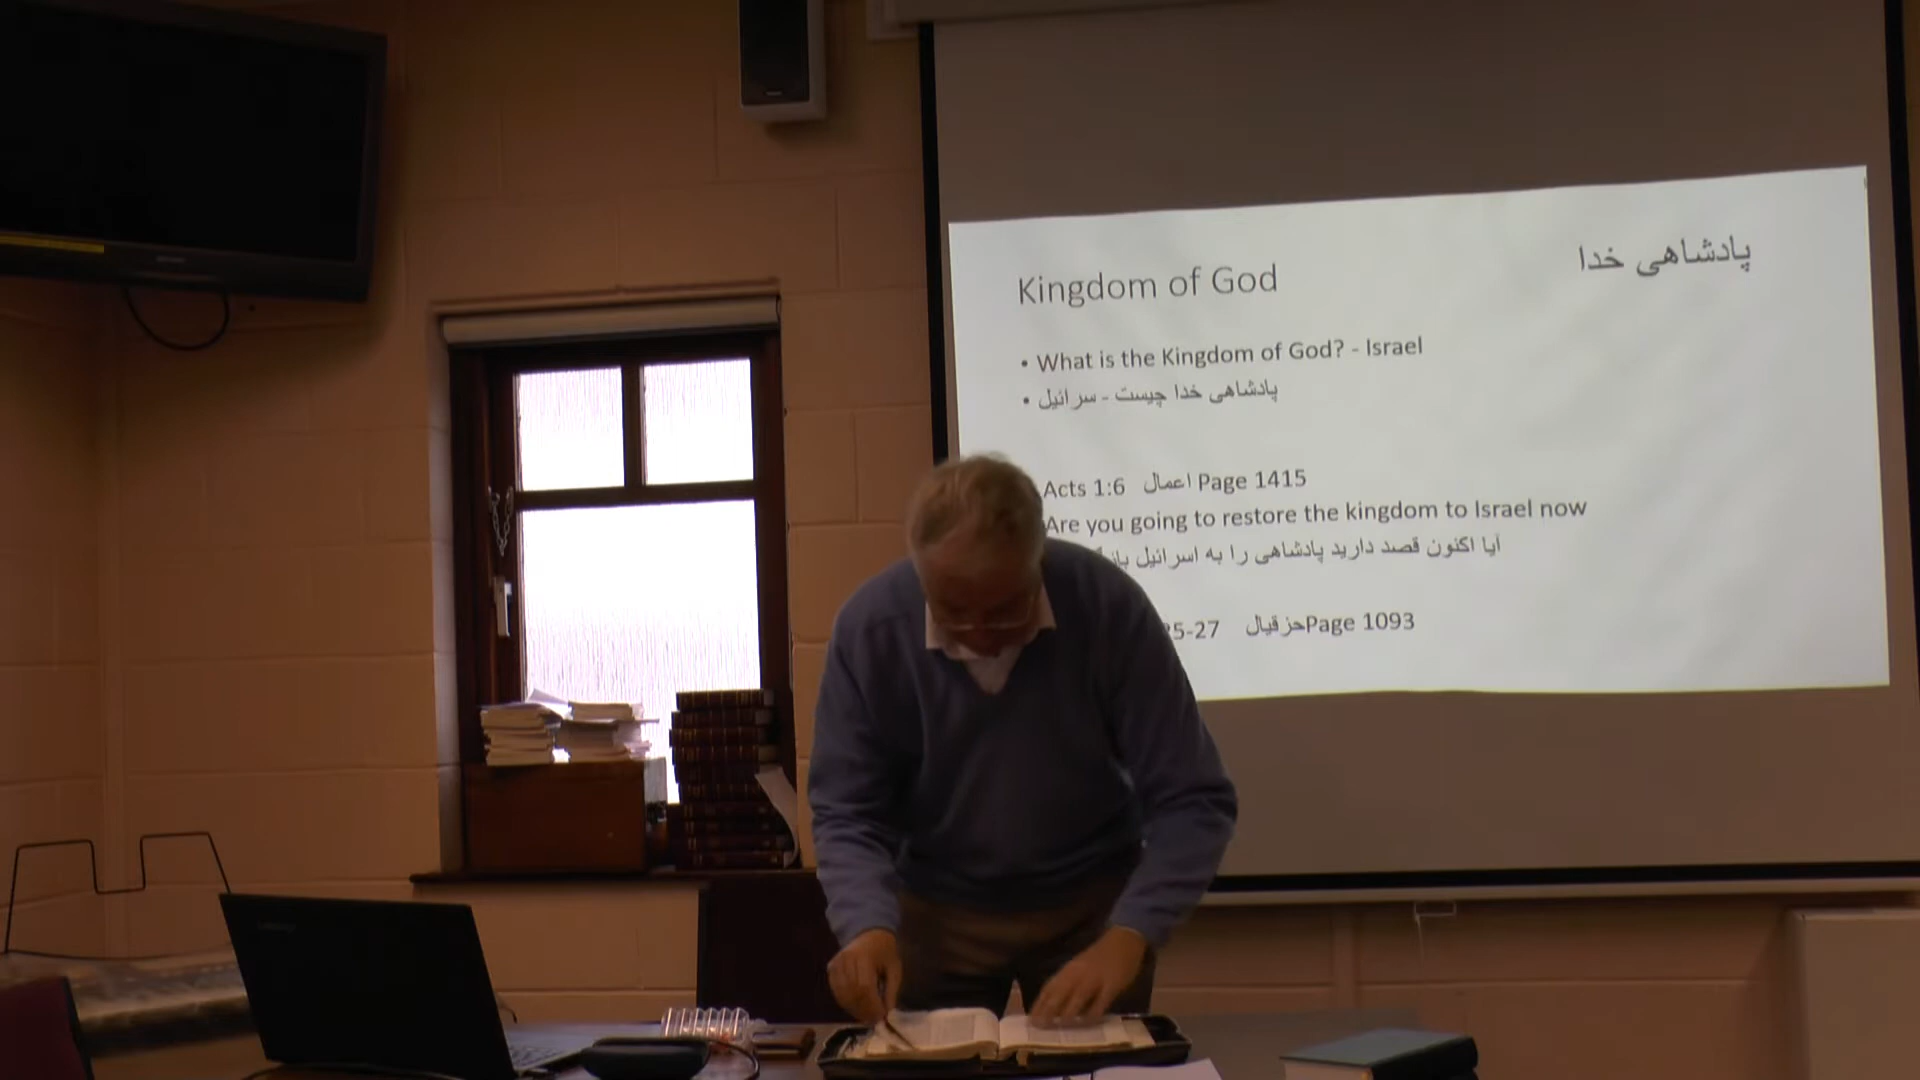 Kingdom of God
پادشاهی خدا
• What is the Kingdom of God? - Israel
• پادشاهی خدا چیست - سرائیل
Acts 1:6 اعمال Page 1415
Are you going to restore the kingdom to Israel now
آیا اکنون قصد دارید پادشاهی را به اسرائیل
5-27 حزقیال Page 1093